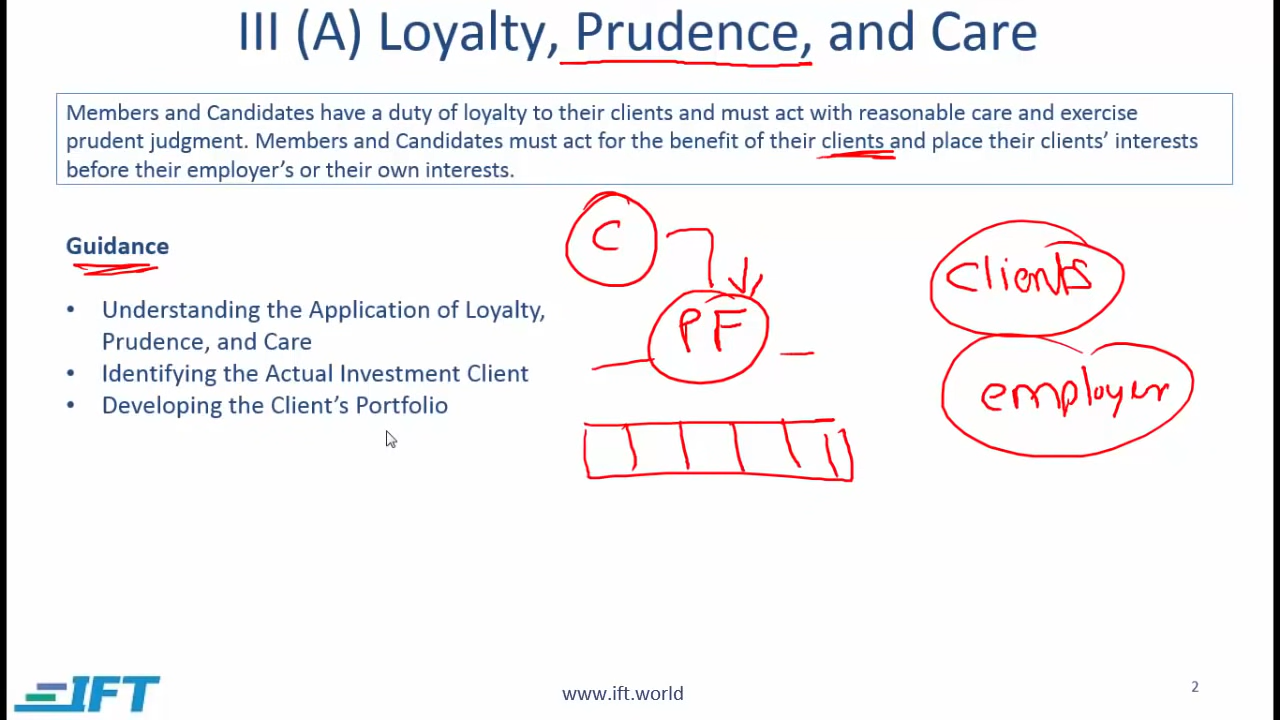 III (A) Loyalty, Prudence, and Care
Members and Candidates have a duty of loyalty to their clients and must act with reasonable care and exercise
prudent judgment. Members and Candidates must act for the benefit of their clients and place their clients' interests
before their employer's or their own interests.
Guidance
• Understanding the Application of Loyalty,
Prudence, and Care
• Identifying the Actual Investment Client
• Developing the Client's Portfolio
C
PF
clients
employer
IFT
www.ift.world
2